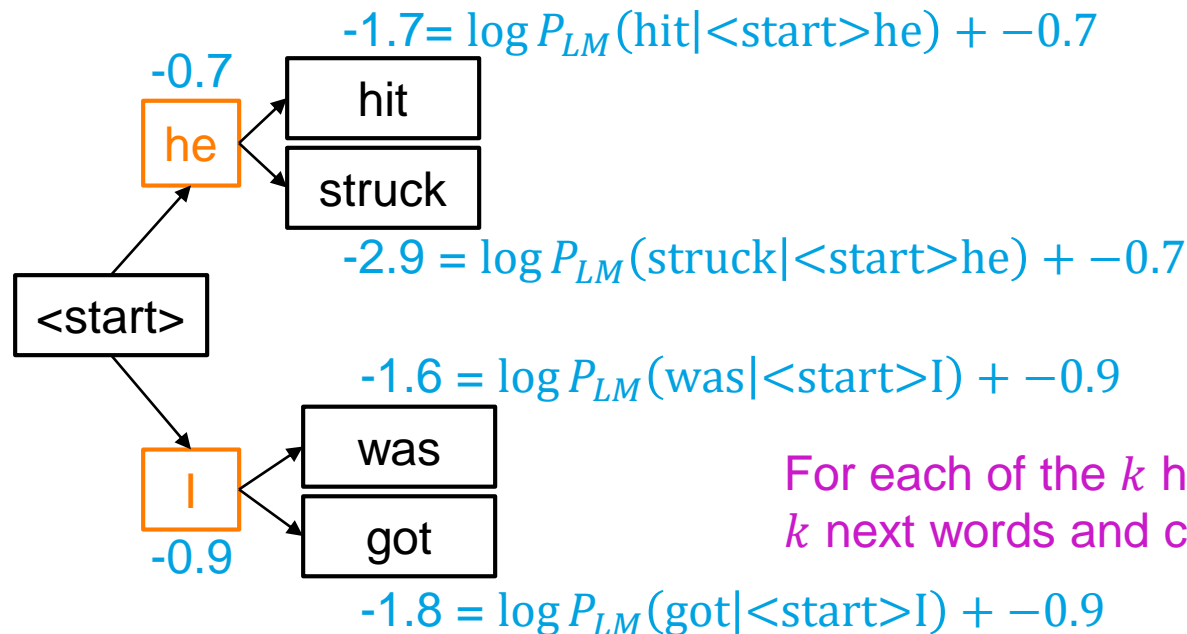 -1.7= log P_LM(hit|<start>he) + −0.7
-0.7
hit
he
struck
-2.9 = log P_LM(struck|<start>he) + −0.7
<start>
-1.6 = log P_LM(was|<start>I) + −0.9
was
I
For each of the k h
k next words and c
got
-0.9
-1.8 = log P_LM(got|<start>I) + −0.9